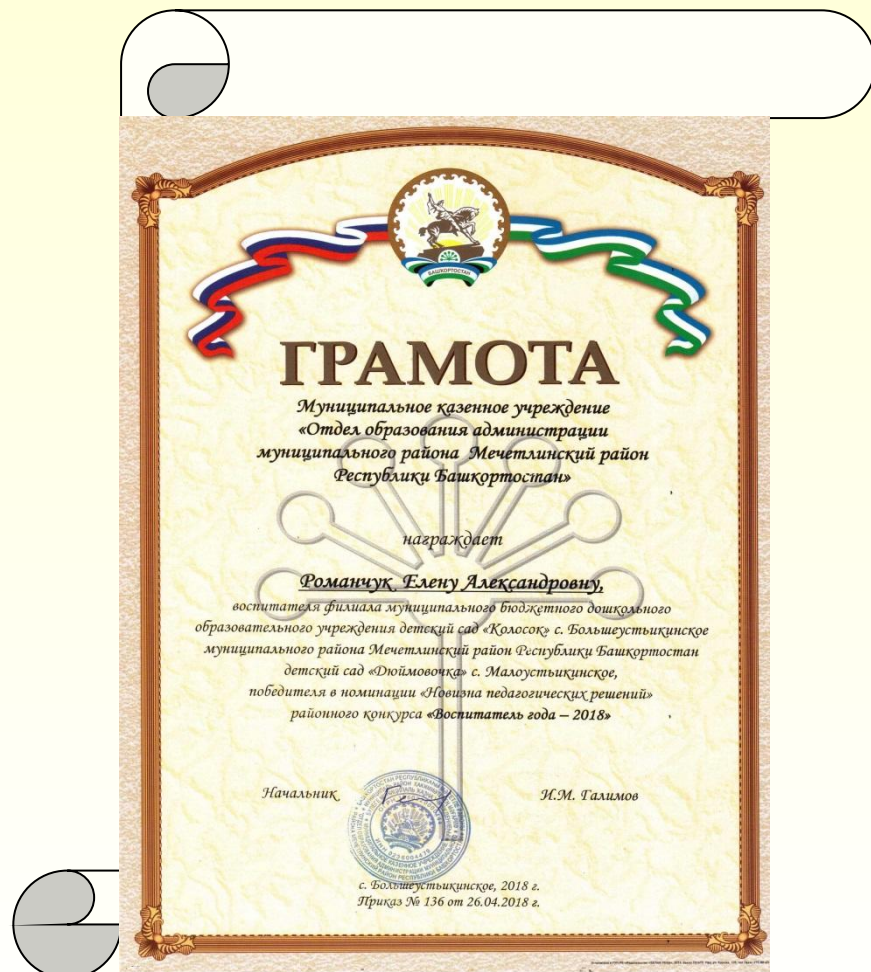 БАШКОРТОСТАН
ГРАМОТА
Муниципальное казенное учреждение
«Отдел образования администрации
муниципального района Мечетлинский район
Республики Башкортостан»
награждает
Романчук Елену Александровну,
воспитателя филиала муниципального бюджетного дошкольного
образовательного учреждения детский сад «Колосок» с. Большеустьикинское
муниципального района Мечетлинский район Республики Башкортостан
детский сад «Дюймовочка» с. Малоустьикинское,
победителя в номинации «Новизна педагогических решений»
районного конкурса «Воспитатель года – 2018»
Начальник И.М. Галимов
с. Большеустьикинское, 2018 г.
Приказ № 136 от 26.04.2018 г.